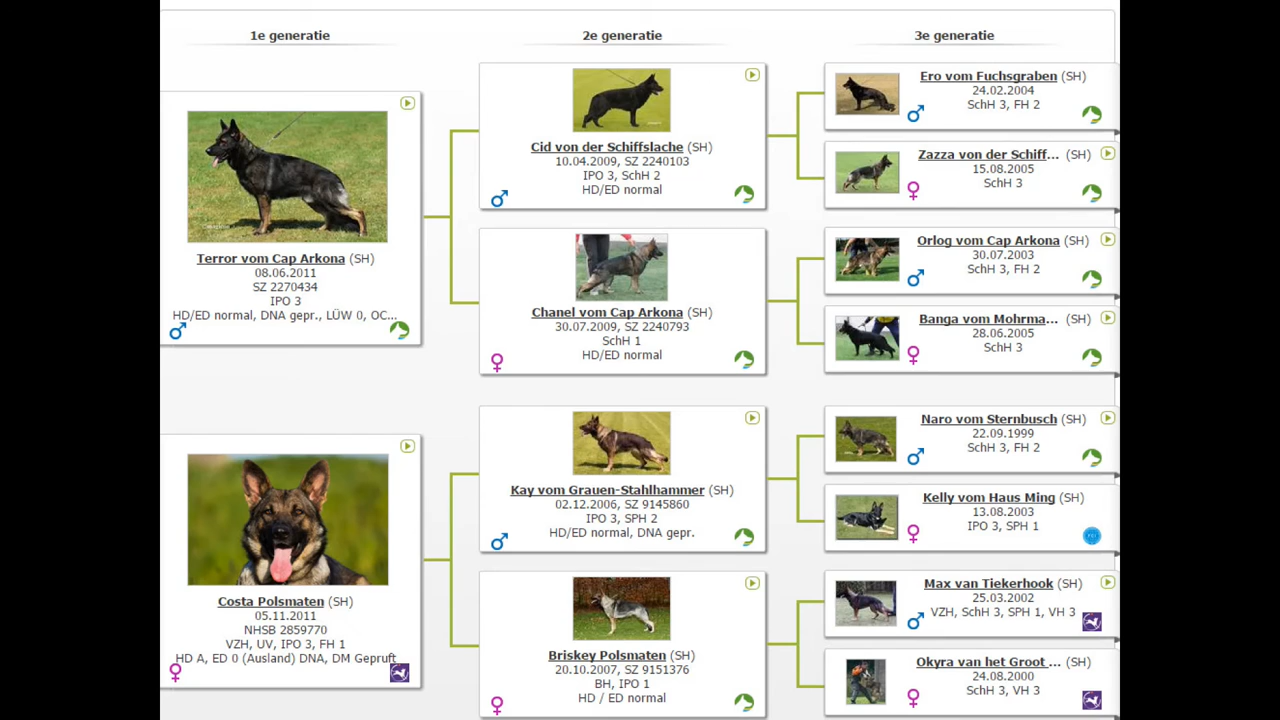 1e generatie
2e generatie
3e generatie
Terror vom Cap Arkona (SH)
08.06.2011
SZ 2270434
IPO 3
HD/ED normal, DNA gepr., LÜW 0, OC...
Costa Polsmaten (SH)
05.11.2011
NHSB 2859770
VZH, UV, IPO 3, FH 1
HD A, ED 0 (Ausland) DNA, DM Gepruft
Cid von der Schiffslache (SH)
10.04.2009, SZ 2240103
IPO 3, SchH 2
HD/ED normal
Chanel vom Cap Arkona (SH)
30.07.2009, SZ 2240793
SchH 1
HD/ED normal
Kay vom Grauen-Stahlhammer (SH)
02.12.2006, SZ 9145860
IPO 3, SPH 2
HD/ED normal, DNA gepr.
Briskey Polsmaten (SH)
20.10.2007, SZ 9151376
BH, IPO 1
HD / ED normal
Ero vom Fuchsgraben (SH)
24.02.2004
SchH 3, FH 2
Zazza von der Schiff... (SH)
15.08.2005
SchH 3
Orlog vom Cap Arkona (SH)
30.07.2003
SchH 3, FH 2
Banga vom Mohrma... (SH)
28.06.2005
SchH 3
Naro vom Sternbusch (SH)
22.09.1999
SchH 3, FH 2
Kelly vom Haus Ming (SH)
13.08.2003
IPO 3, SPH 1
Max van Tiekerhook (SH)
25.03.2002
VZH, SchH 3, SPH 1, VH 3
Okyra van het Groot ... (SH)
24.08.2000
SchH 3, VH 3